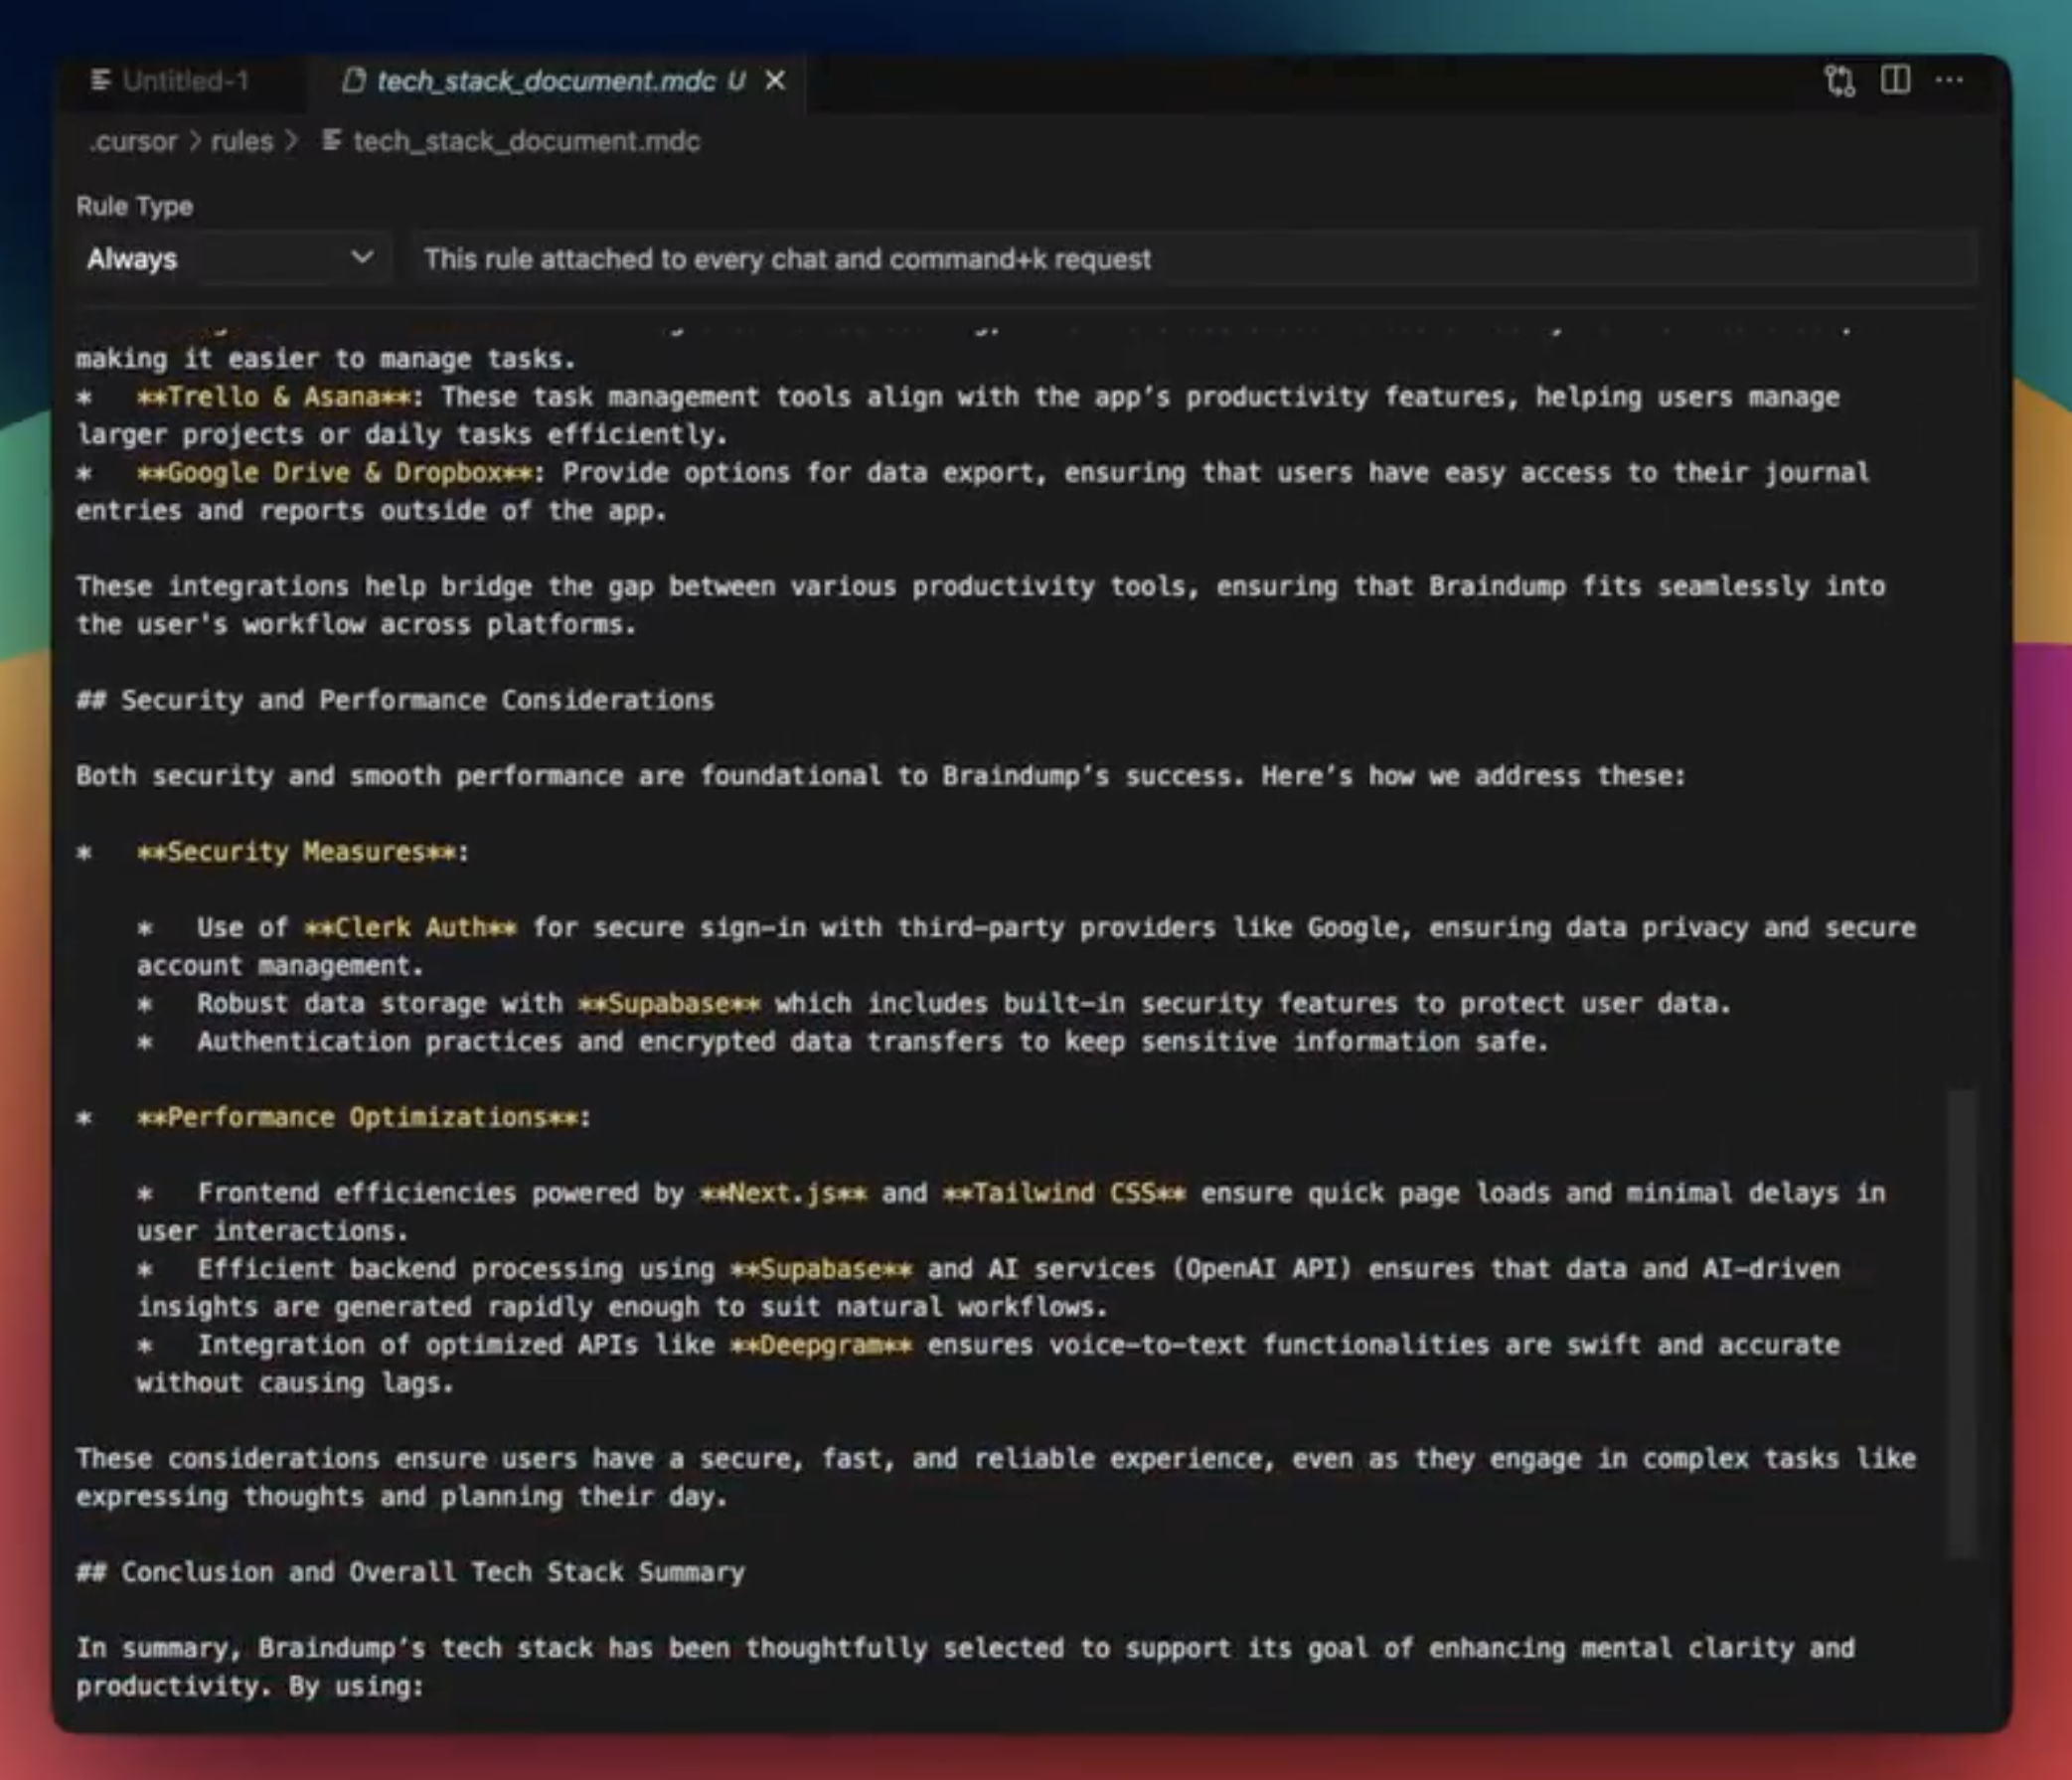 Untitled-1
tech_stack_document.mdc U
.cursor > rules > tech_stack_document.mdc
Rule Type
Always
This rule attached to every chat and command+k request
making it easier to manage tasks.
*   **Trello & Asana**: These task management tools align with the app’s productivity features, helping users manage
larger projects or daily tasks efficiently.
*   **Google Drive & Dropbox**: Provide options for data export, ensuring that users have easy access to their journal
entries and reports outside of the app.
These integrations help bridge the gap between various productivity tools, ensuring that Braindump fits seamlessly into
the user's workflow across platforms.
## Security and Performance Considerations
Both security and smooth performance are foundational to Braindump’s success. Here’s how we address these:
*   **Security Measures**:
*   Use of **Clerk Auth** for secure sign-in with third-party providers like Google, ensuring data privacy and secure
account management.
*   Robust data storage with **Supabase** which includes built-in security features to protect user data.
*   Authentication practices and encrypted data transfers to keep sensitive information safe.
*   **Performance Optimizations**:
*   Frontend efficiencies powered by **Next.js** and **Tailwind CSS** ensure quick page loads and minimal delays in
user interactions.
*   Efficient backend processing using **Supabase** and AI services (OpenAI API) ensures that data and AI-driven
insights are generated rapidly enough to suit natural workflows.
*   Integration of optimized APIs like **Deepgram** ensures voice-to-text functionalities are swift and accurate
without causing lags.
These considerations ensure users have a secure, fast, and reliable experience, even as they engage in complex tasks like
expressing thoughts and planning their day.
## Conclusion and Overall Tech Stack Summary
In summary, Braindump’s tech stack has been thoughtfully selected to support its goal of enhancing mental clarity and
productivity. By using: